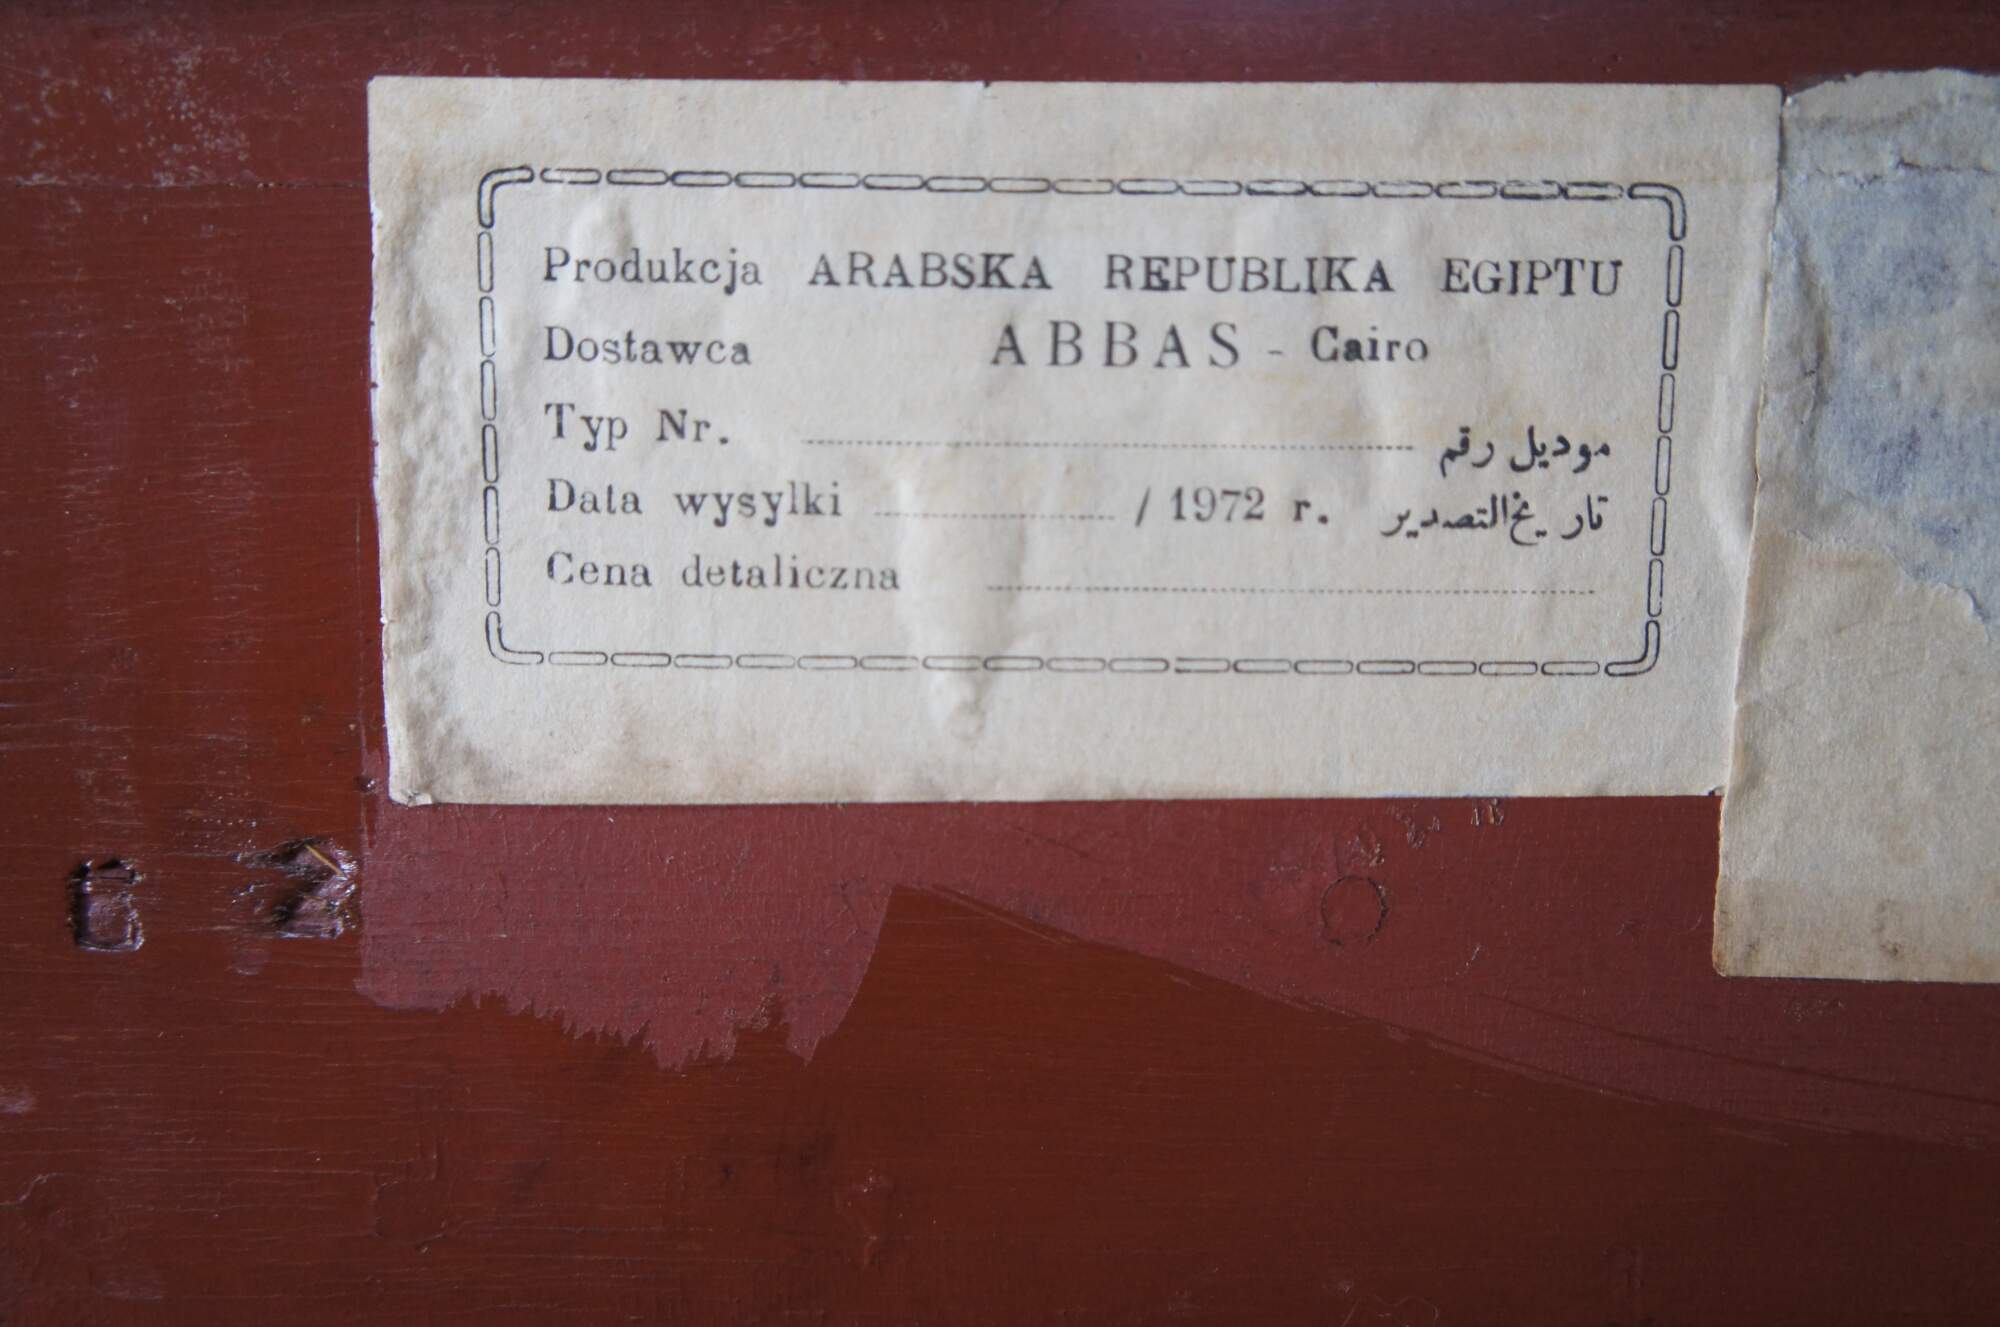 Produkcja ARABSKA REPUBLIKA EGIPTU
Dostawca ABBAS - Cairo
Typ Nr. موديل رقم
Data wysylki / 1972 r. تاريخ التصدير
Cena detaliczna